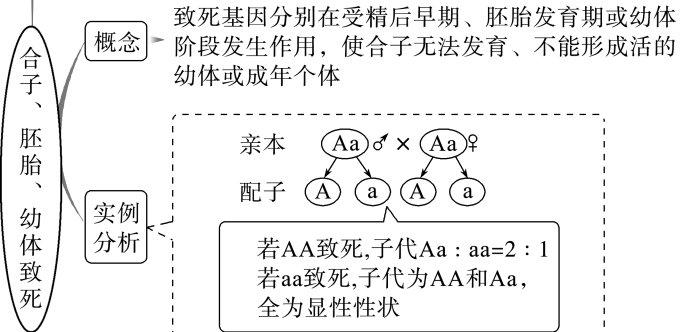 合子、胚胎、幼体致死
概念
致死基因分别在受精后早期、胚胎发育期或幼体
阶段发生作用，使合子无法发育、不能形成活的
幼体或成年个体
实例
分析
亲本 Aa♂ × Aa♀
配子 A a A a
若AA致死,子代Aa：aa=2：1
若aa致死,子代为AA和Aa，
全为显性性状